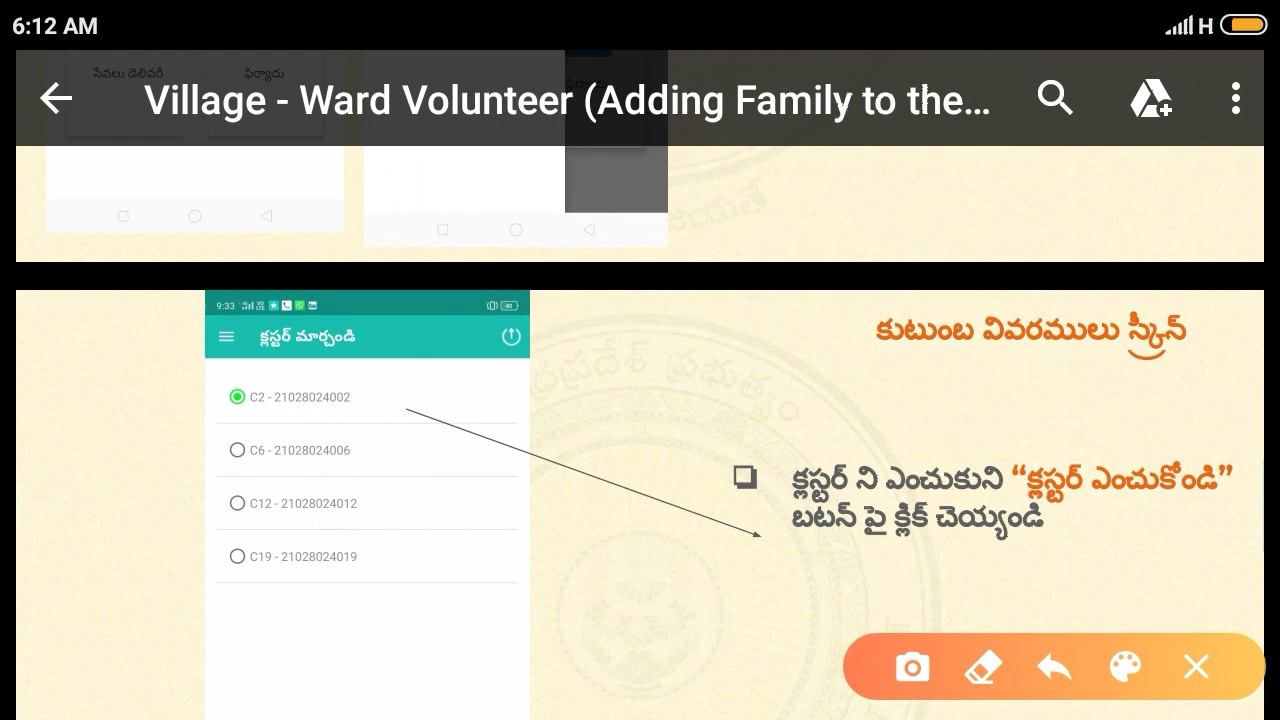 6:12 AM
H
సేవలు డెలివరీ
ఫిర్యాదు
Village - Ward Volunteer (Adding Family to the...
9:33
క్లస్టర్ మార్చండి
C2 - 21028024002
C6 - 21028024006
C12 - 21028024012
C19 - 21028024019
కుటుంబ వివరములు స్క్రీన్
క్లస్టర్ ని ఎంచుకుని “క్లస్టర్ ఎంచుకోండి”
బటన్ పై క్లిక్ చెయ్యండి